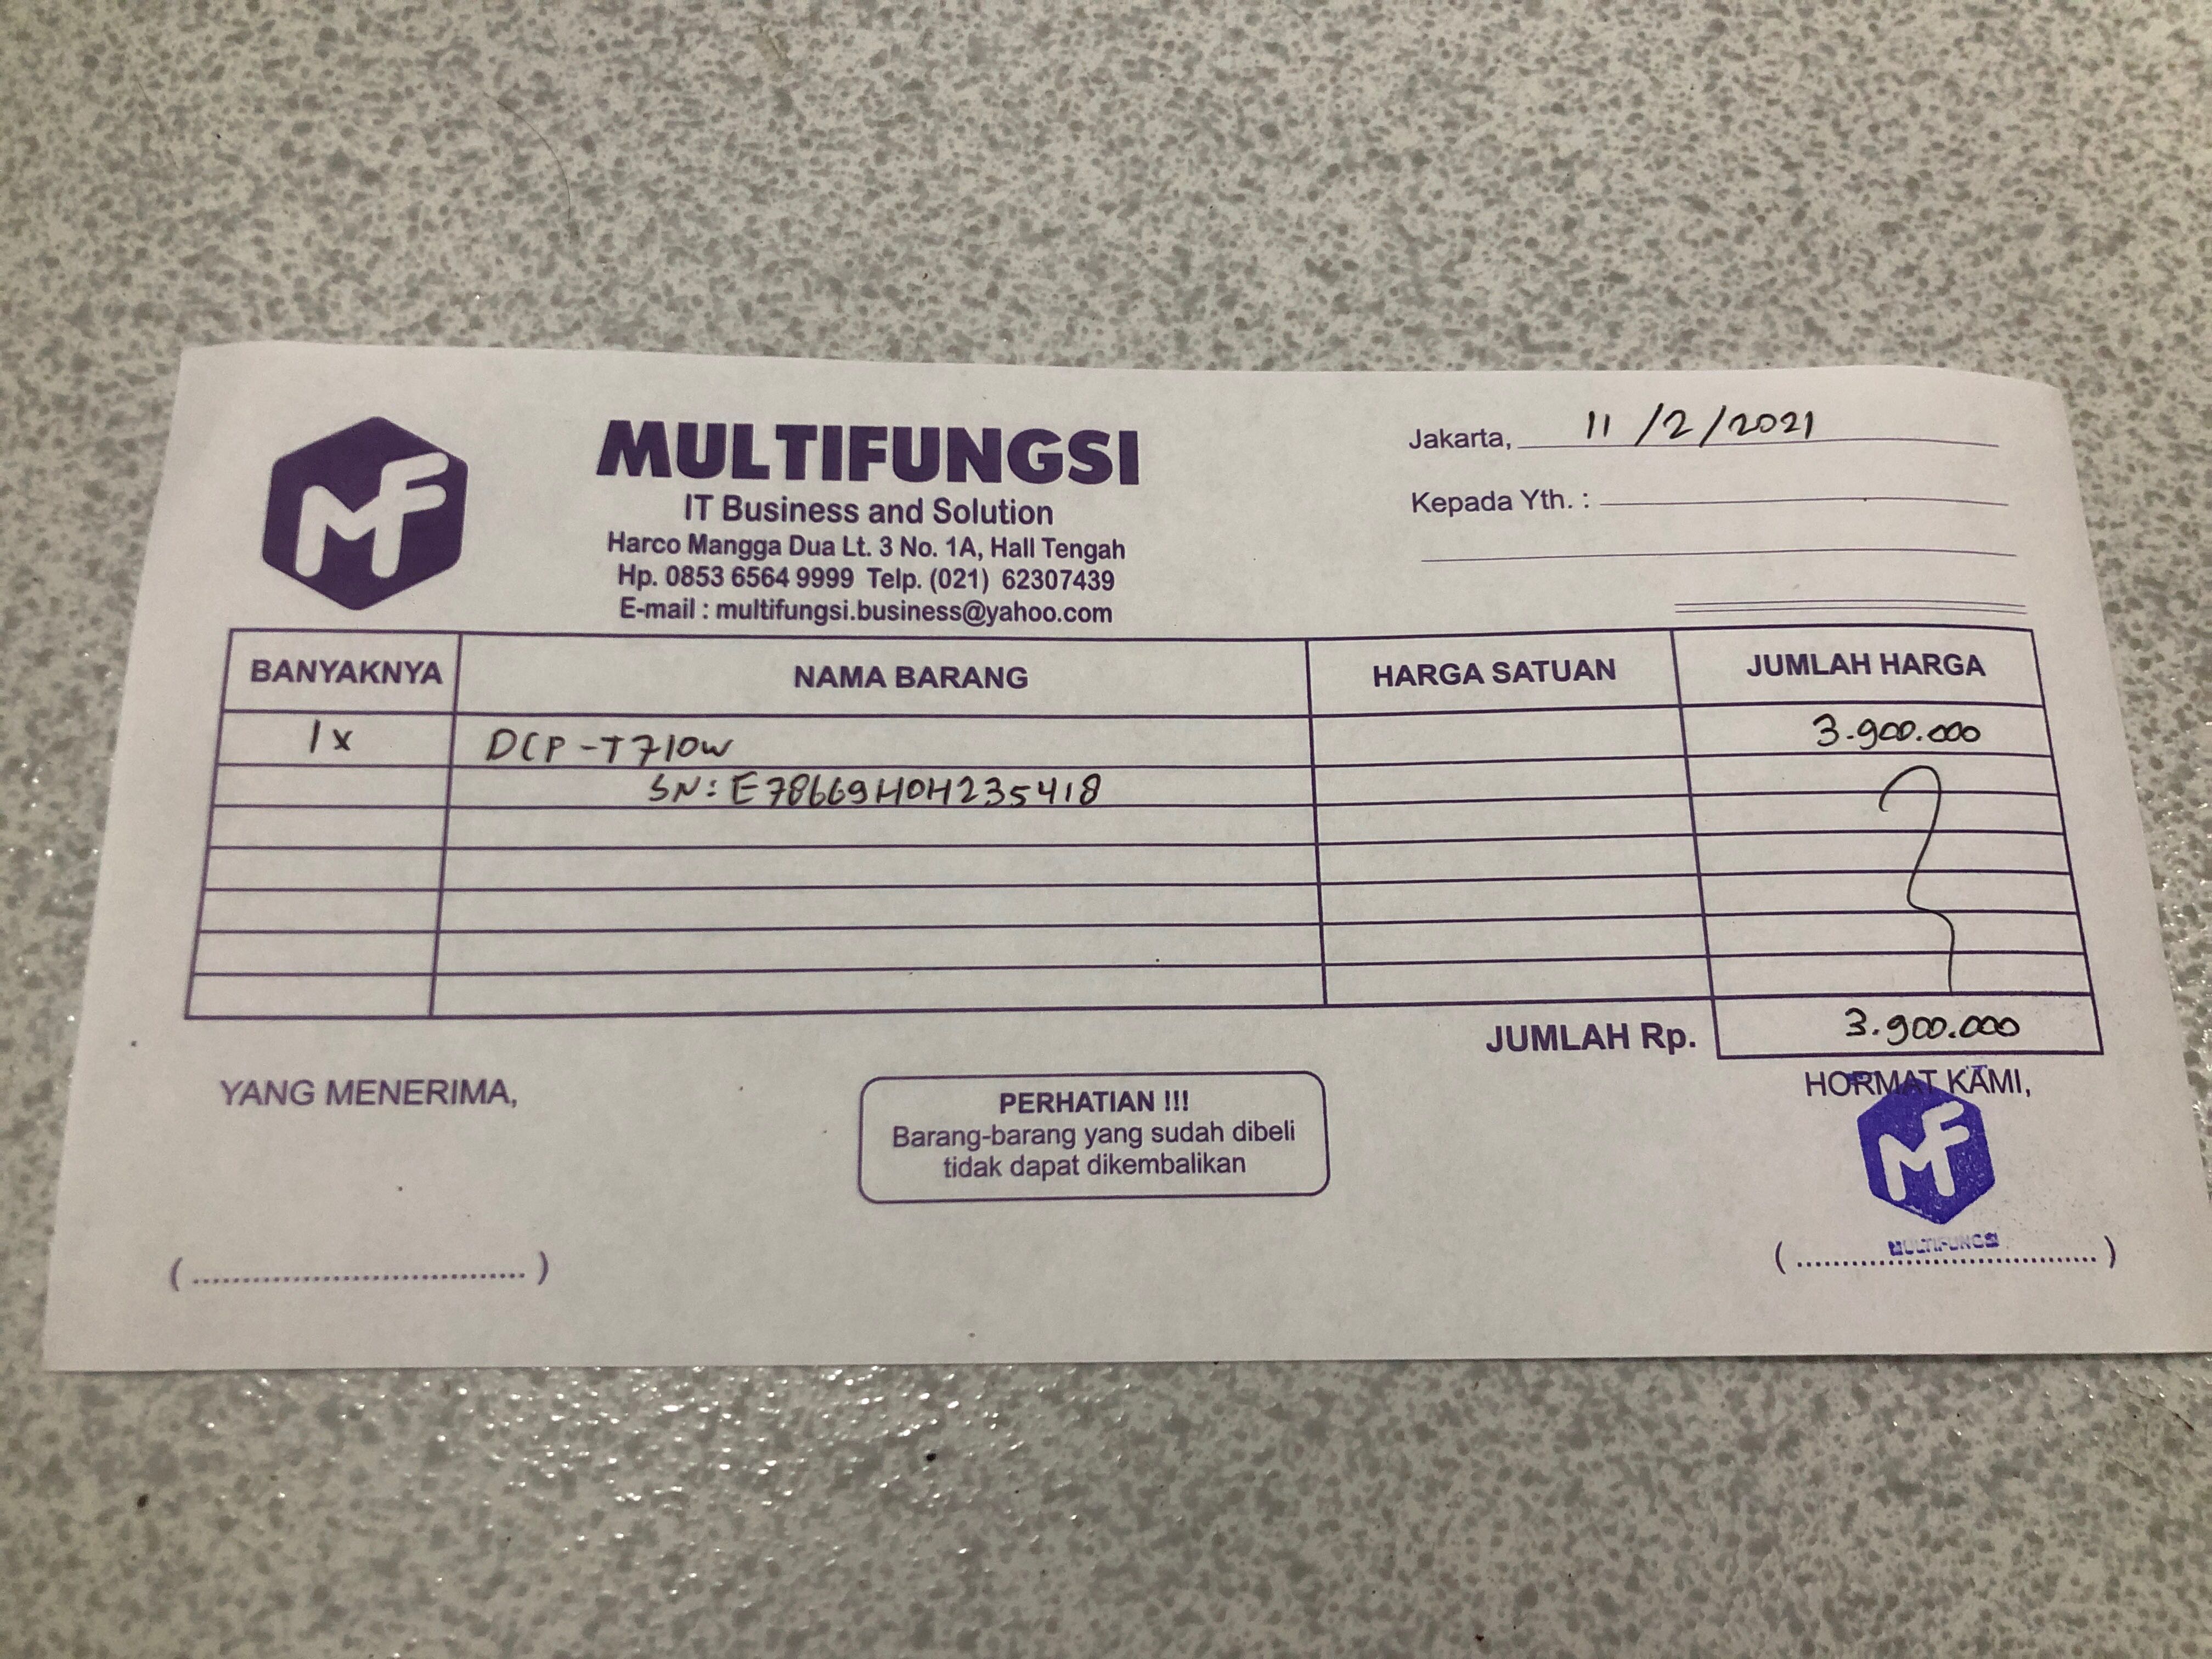 MF
MULTIFUNGSI
IT Business and Solution
Harco Mangga Dua Lt. 3 No. 1A, Hall Tengah
Hp. 0853 6564 9999 Telp. (021) 62307439
E-mail : multifungsi.business@yahoo.com
Jakarta, 11/2/2021
Kepada Yth. :
BANYAKNYA NAMA BARANG HARGA SATUAN JUMLAH HARGA
1x DCP-T710W 3.900.000
SN: E78669H0H235418
JUMLAH Rp. 3.900.000
YANG MENERIMA,
PERHATIAN !!!
Barang-barang yang sudah dibeli
tidak dapat dikembalikan
HORMAT KAMI,
MF
MULTIFUNGSI
(..................................)
(..................................)